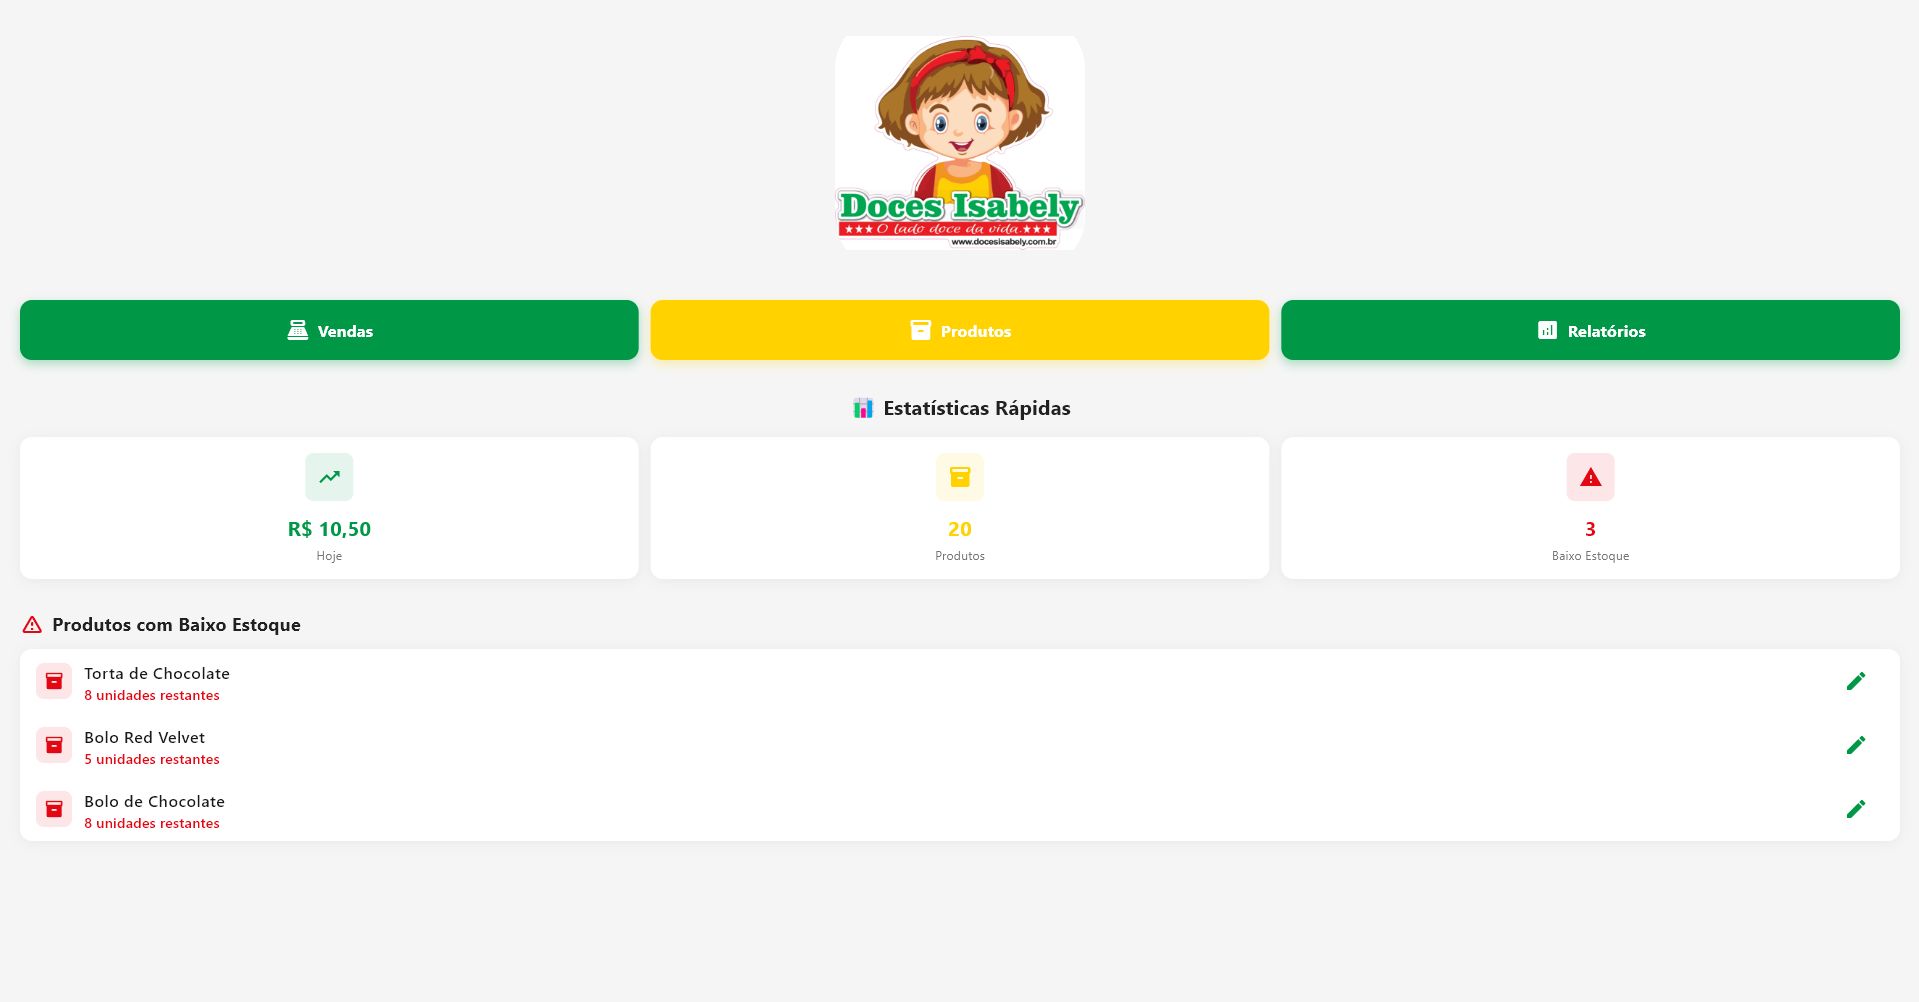 Doces Isabely
★★★O lado doce da vida.★★★
www.docesisabely.com.br
Vendas
Produtos
Relatórios
Estatísticas Rápidas
R$ 10,50
Hoje
20
Produtos
3
Baixo Estoque
Produtos com Baixo Estoque
Torta de Chocolate
8 unidades restantes
Bolo Red Velvet
5 unidades restantes
Bolo de Chocolate
8 unidades restantes